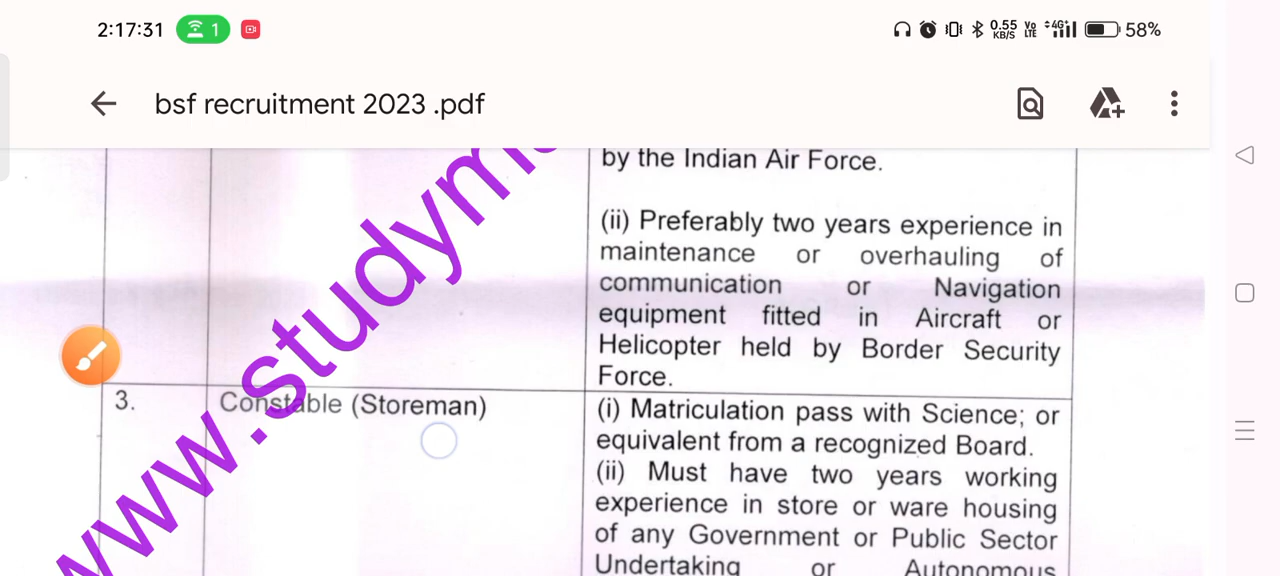 2:17:31 1 0.55 KB/S Vo LTE 4G+ 58%
bsf recruitment 2023 .pdf
by the Indian Air Force.
(ii) Preferably two years experience in
maintenance or overhauling of
communication or Navigation
equipment fitted in Aircraft or
Helicopter held by Border Security
Force.
3. Constable (Storeman)
(i) Matriculation pass with Science; or
equivalent from a recognized Board.
(ii) Must have two years working
experience in store or ware housing
of any Government or Public Sector
Undertaking or Autonomous
www.studym